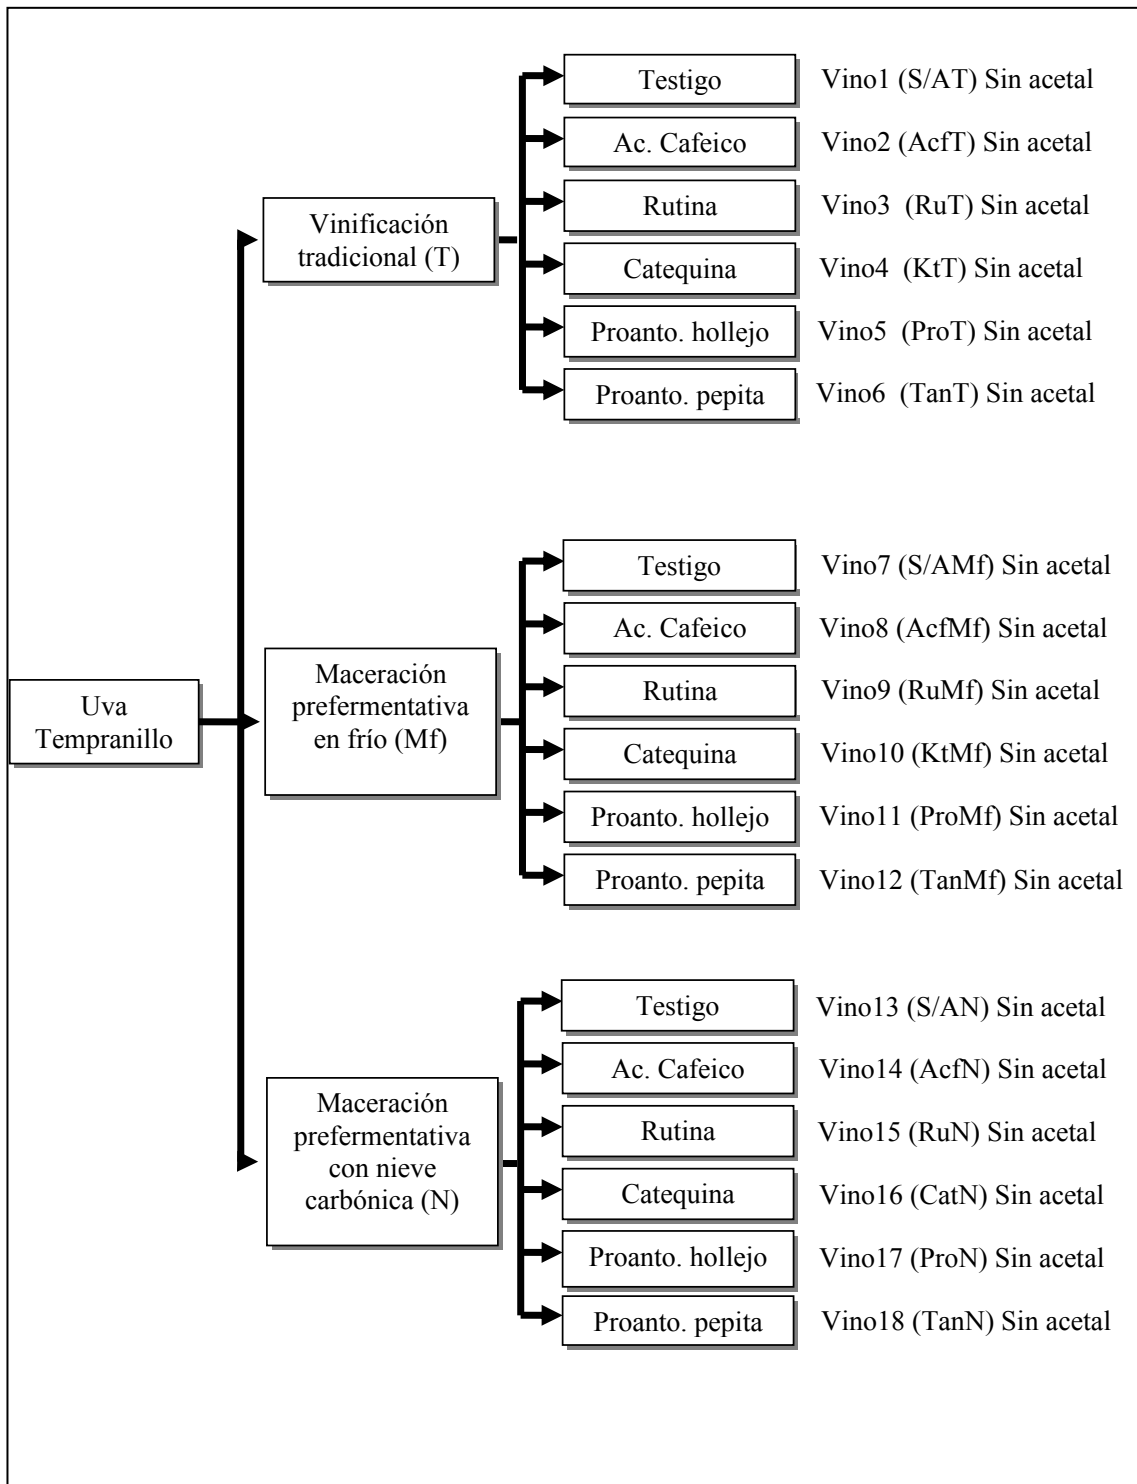 Uva
Tempranillo
Vinificación
tradicional (T)
Testigo
Vino1 (S/AT) Sin acetal
Ac. Cafeico
Vino2 (AcfT) Sin acetal
Rutina
Vino3 (RuT) Sin acetal
Catequina
Vino4 (KtT) Sin acetal
Proanto. hollejo
Vino5 (ProT) Sin acetal
Proanto. pepita
Vino6 (TanT) Sin acetal
Maceración
prefermentativa
en frío (Mf)
Testigo
Vino7 (S/AMf) Sin acetal
Ac. Cafeico
Vino8 (AcfMf) Sin acetal
Rutina
Vino9 (RuMf) Sin acetal
Catequina
Vino10 (KtMf) Sin acetal
Proanto. hollejo
Vino11 (ProMf) Sin acetal
Proanto. pepita
Vino12 (TanMf) Sin acetal
Maceración
prefermentativa
con nieve
carbónica (N)
Testigo
Vino13 (S/AN) Sin acetal
Ac. Cafeico
Vino14 (AcfN) Sin acetal
Rutina
Vino15 (RuN) Sin acetal
Catequina
Vino16 (CatN) Sin acetal
Proanto. hollejo
Vino17 (ProN) Sin acetal
Proanto. pepita
Vino18 (TanN) Sin acetal